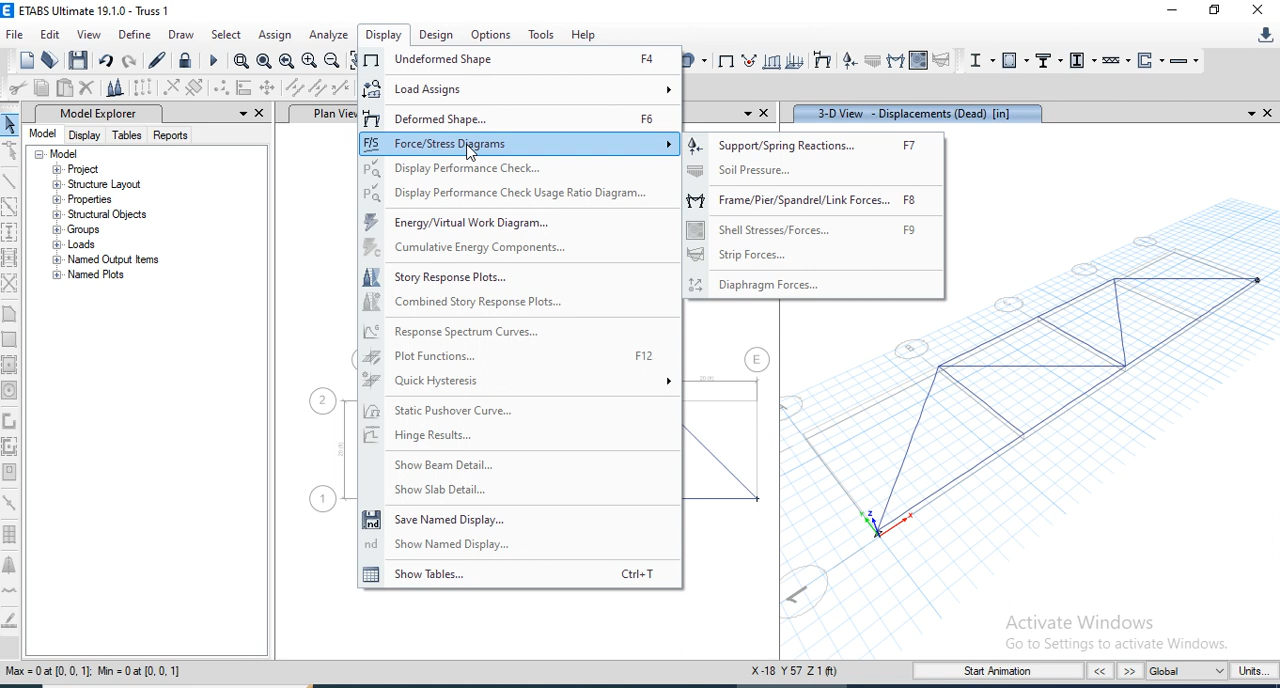 ETABS Ultimate 19.1.0 - Truss 1
File Edit View Define Draw Select Assign Analyze Display Design Options Tools Help
Model Explorer
Plan View
3-D View - Displacements (Dead) [in]
Model Display Tables Reports
Model
Project
Structure Layout
Properties
Structural Objects
Groups
Loads
Named Output Items
Named Plots
Undeformed Shape F4
Load Assigns
Deformed Shape... F6
F/S Force/Stress Diagrams
Display Performance Check...
Display Performance Check Usage Ratio Diagram...
Energy/Virtual Work Diagram...
Cumulative Energy Components...
Story Response Plots...
Combined Story Response Plots...
Response Spectrum Curves...
Plot Functions... F12
Quick Hysteresis
Static Pushover Curve...
Hinge Results...
Show Beam Detail...
Show Slab Detail...
nd Save Named Display...
nd Show Named Display...
Show Tables... Ctrl+T
Support/Spring Reactions... F7
Soil Pressure...
Frame/Pier/Spandrel/Link Forces... F8
Shell Stresses/Forces... F9
Strip Forces...
Diaphragm Forces...
E
2
1
B
1
Z
Y
X
Activate Windows
Go to Settings to activate Windows.
Max = 0 at [0, 0, 1]; Min = 0 at [0, 0, 1]
X -18 Y 57 Z 1 (ft)
Start Animation << >> Global Units...